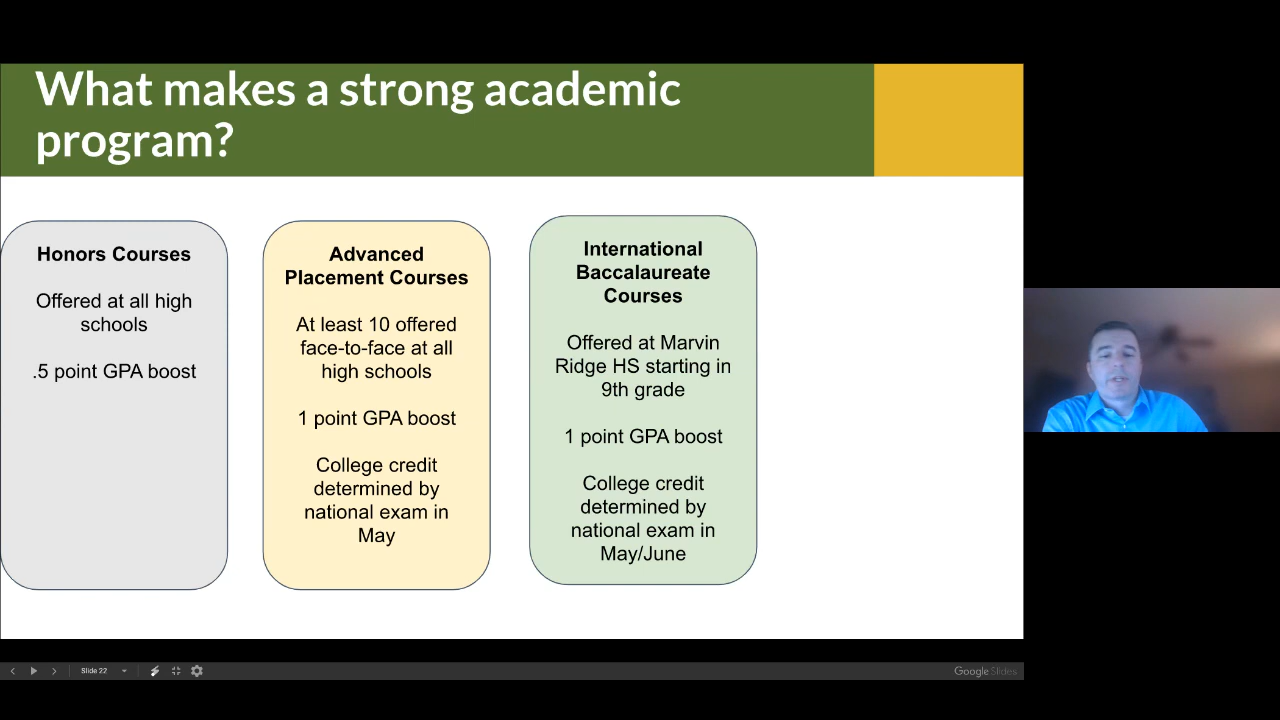 What makes a strong academic
program?
Honors Courses
Offered at all high
schools
.5 point GPA boost
Advanced
Placement Courses
At least 10 offered
face-to-face at all
high schools
1 point GPA boost
College credit
determined by
national exam in
May
International
Baccalaureate
Courses
Offered at Marvin
Ridge HS starting in
9th grade
1 point GPA boost
College credit
determined by
national exam in
May/June
Slide 22
Google Slides